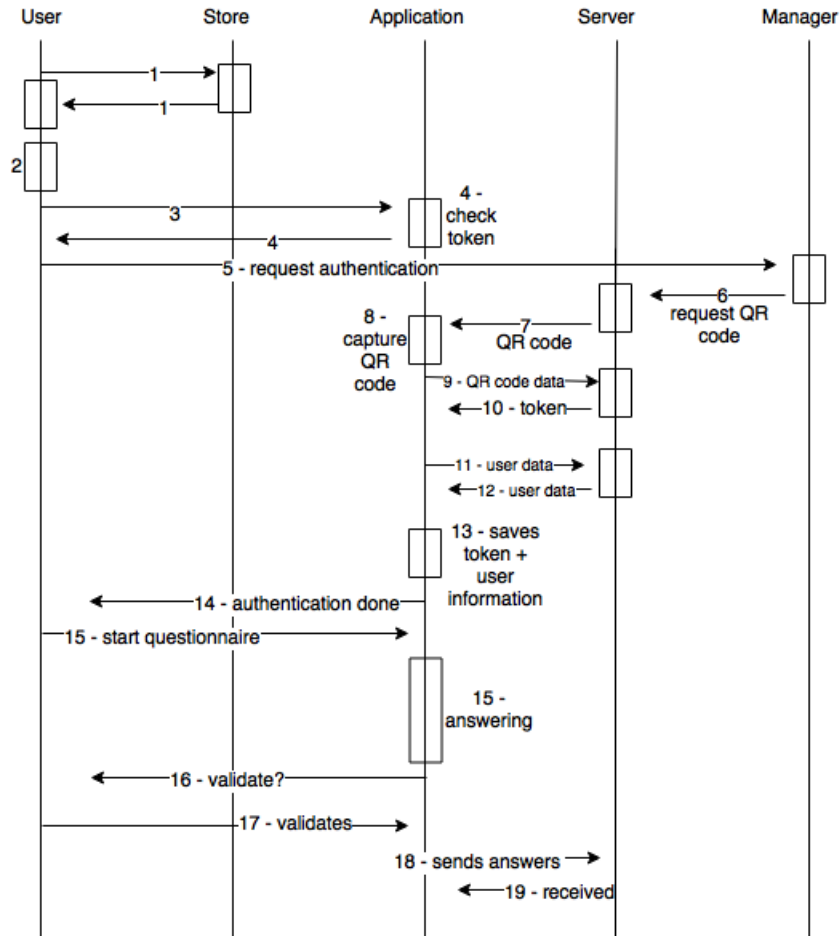 User
Store
Application
Server
Manager
1
1
2
3
4 -
check
token
4
5 - request authentication
6
request QR
code
7
QR code
8 -
capture
QR
code
9 - QR code data
10 - token
11 - user data
12 - user data
13 - saves
token +
user
information
14 - authentication done
15 - start questionnaire
15 -
answering
16 - validate?
17 - validates
18 - sends answers
19 - received